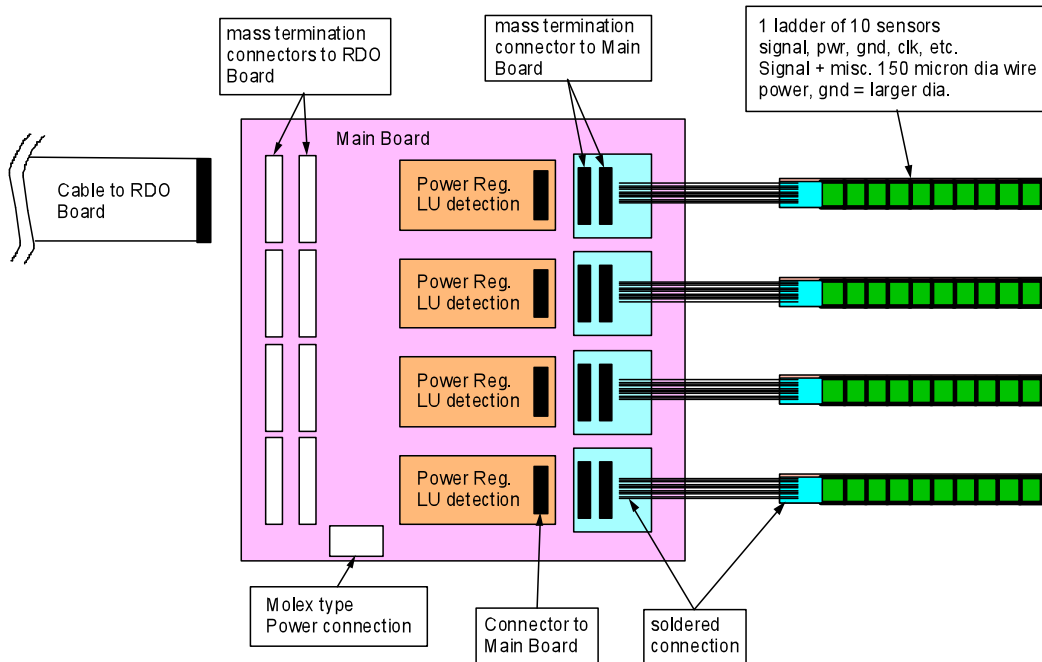 mass termination
connectors to RDO
Board
mass termination
connector to Main
Board
1 ladder of 10 sensors
signal, pwr, gnd, clk, etc.
Signal + misc. 150 micron dia wire
power, gnd = larger dia.
Main Board
Cable to RDO
Board
Power Reg.
LU detection
Power Reg.
LU detection
Power Reg.
LU detection
Power Reg.
LU detection
Molex type
Power connection
Connector to
Main Board
soldered
connection